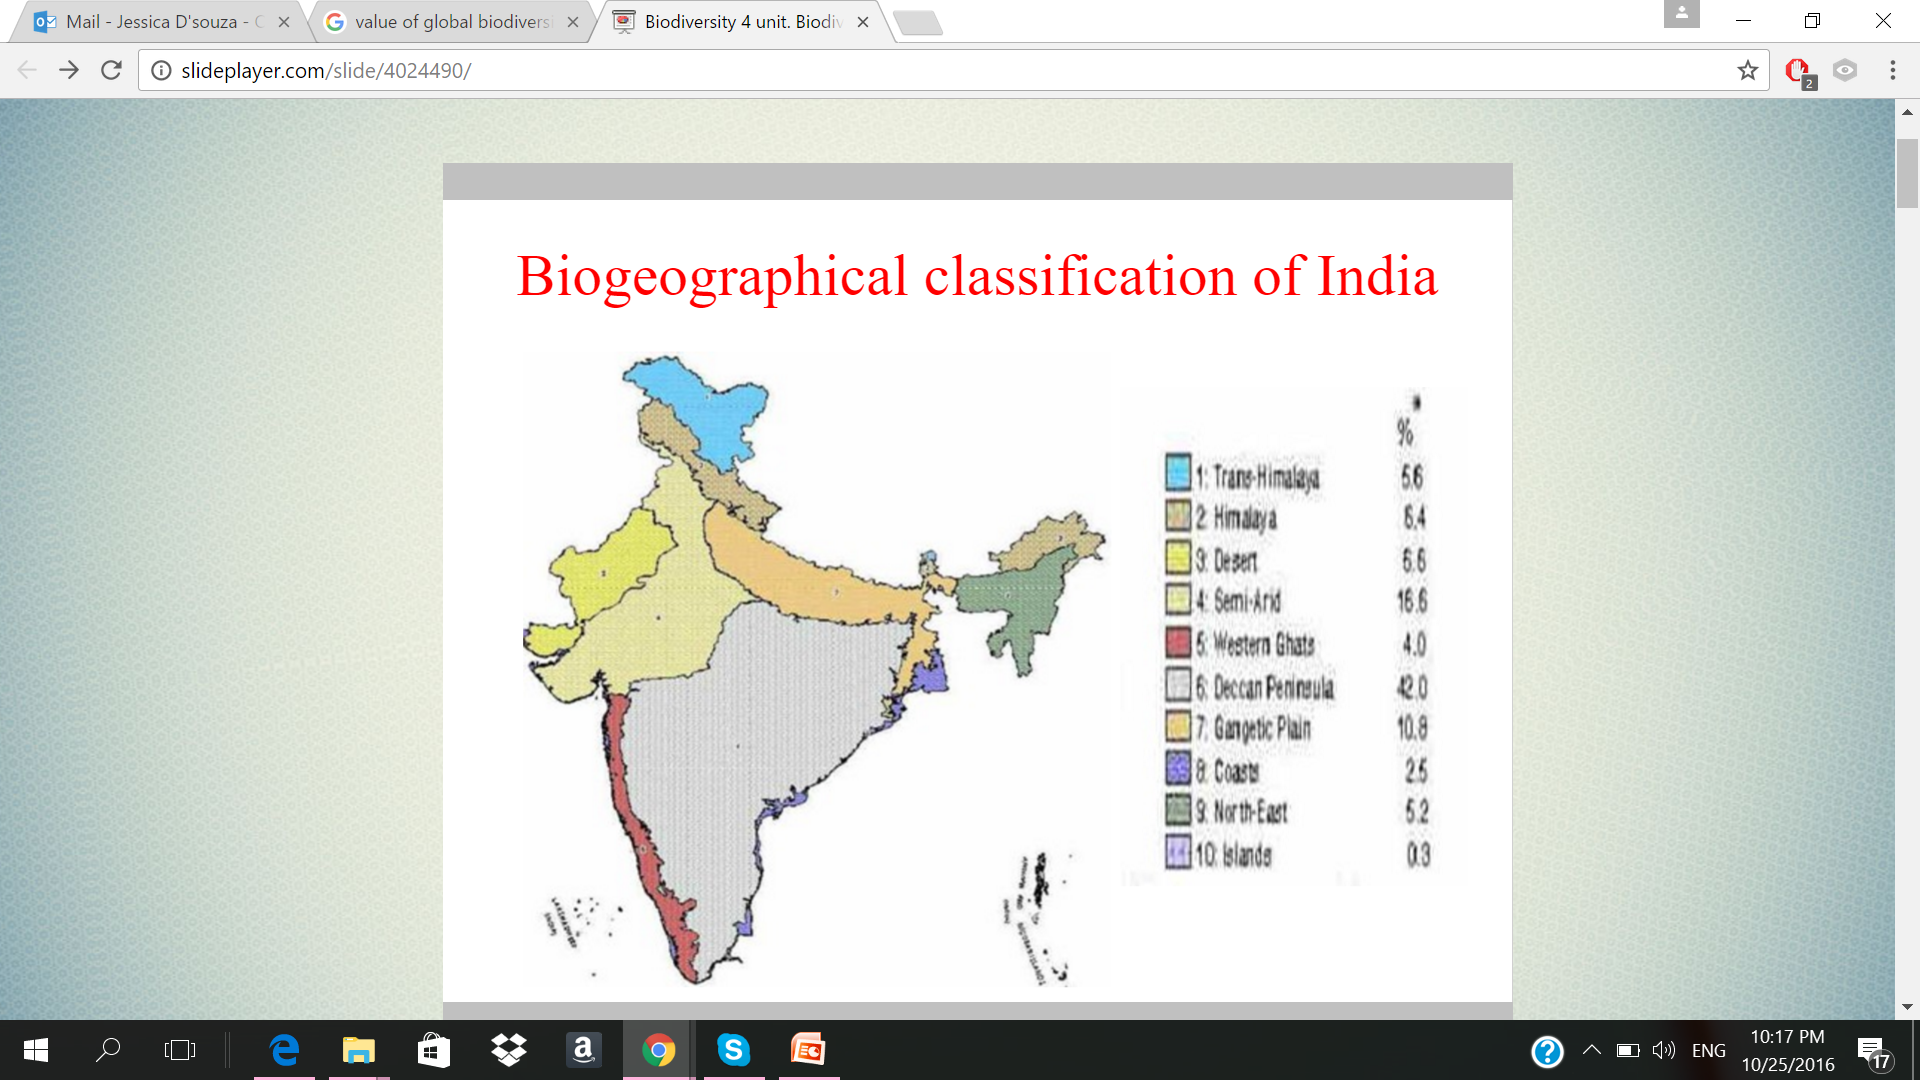 Mail - Jessica D'souza -
value of global biodivers
Biodiversity 4 unit. Biodiv
slideplayer.com/slide/4024490/
2
Biogeographical classification of India
%
1: Trans-Himalaya 5.6
2: Himalaya 6.4
3: Desert 6.6
4: Semi-Arid 16.6
5: Western Ghats 4.0
6: Deccan Peninsula 42.0
7: Gangetic Plain 10.8
8: Coasts 2.5
9: North-East 5.2
10: Islands 0.3
ENG
10:17 PM
10/25/2016
17